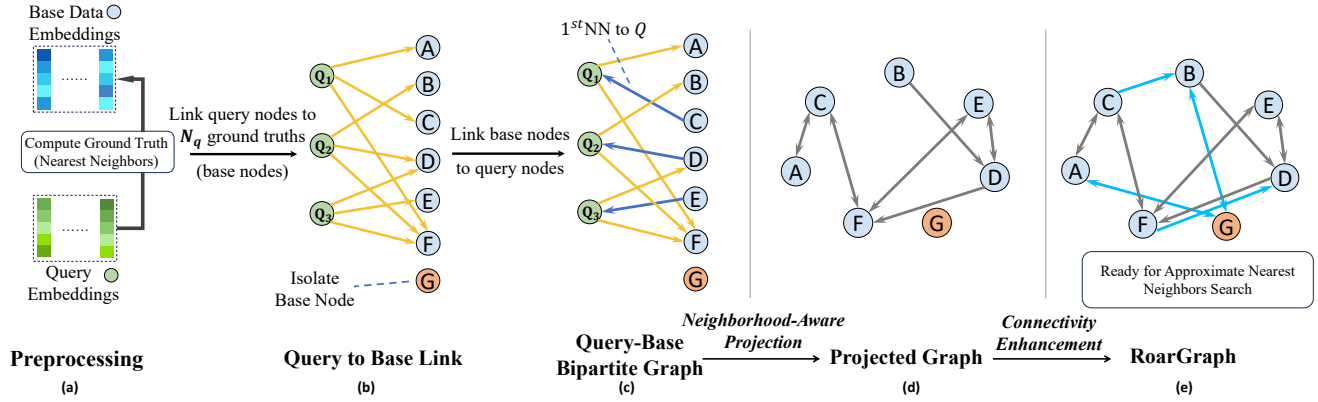 Base Data
Embeddings
......
Compute Ground Truth
(Nearest Neighbors)
......
Query
Embeddings
Preprocessing
(a)
Link query nodes to
N_q ground truths
(base nodes)
Q1
Q2
Q3
A
B
C
D
E
F
G
Isolate
Base Node
Query to Base Link
(b)
Link base nodes
to query nodes
1st NN to Q
Q1
Q2
Q3
A
B
C
D
E
F
G
Query-Base
Bipartite Graph
(c)
Neighborhood-Aware
Projection
B
C
E
A
D
F
G
Projected Graph
(d)
Connectivity
Enhancement
B
C
E
A
D
F
G
Ready for Approximate Nearest
Neighbors Search
RoarGraph
(e)